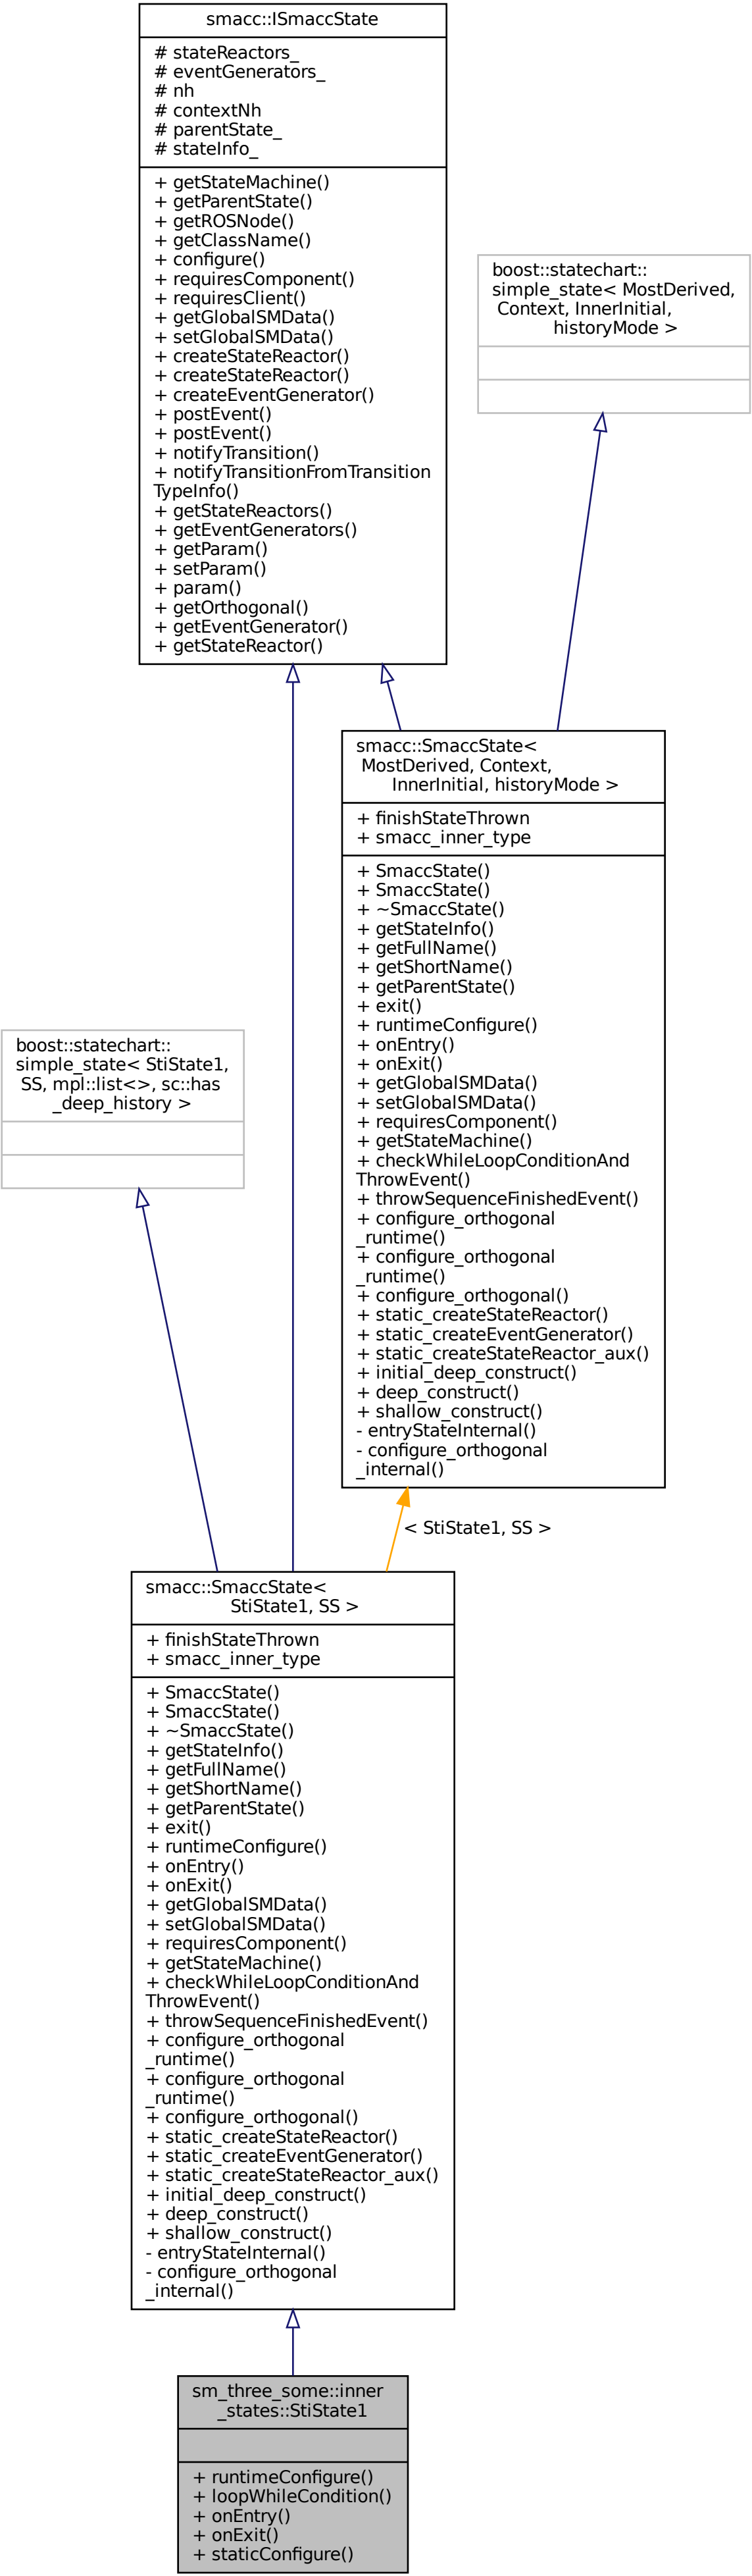 smacc::ISmaccState
# stateReactors_
# eventGenerators_
# nh
# contextNh
# parentState_
# stateInfo_
+ getStateMachine()
+ getParentState()
+ getROSNode()
+ getClassName()
+ configure()
+ requiresComponent()
+ requiresClient()
+ getGlobalSMData()
+ setGlobalSMData()
+ createStateReactor()
+ createStateReactor()
+ createEventGenerator()
+ postEvent()
+ postEvent()
+ notifyTransition()
+ notifyTransitionFromTransition
TypeInfo()
+ getStateReactors()
+ getEventGenerators()
+ getParam()
+ setParam()
+ param()
+ getOrthogonal()
+ getEventGenerator()
+ getStateReactor()
boost::statechart::
simple_state< MostDerived,
Context, InnerInitial,
historyMode >
smacc::SmaccState<
MostDerived, Context,
InnerInitial, historyMode >
+ finishStateThrown
+ smacc_inner_type
+ SmaccState()
+ SmaccState()
+ ~SmaccState()
+ getStateInfo()
+ getFullName()
+ getShortName()
+ getParentState()
+ exit()
+ runtimeConfigure()
+ onEntry()
+ onExit()
+ getGlobalSMData()
+ setGlobalSMData()
+ requiresComponent()
+ getStateMachine()
+ checkWhileLoopConditionAnd
ThrowEvent()
+ throwSequenceFinishedEvent()
+ configure_orthogonal
_runtime()
+ configure_orthogonal
_runtime()
+ configure_orthogonal()
+ static_createStateReactor()
+ static_createEventGenerator()
+ static_createStateReactor_aux()
+ initial_deep_construct()
+ deep_construct()
+ shallow_construct()
- entryStateInternal()
- configure_orthogonal
_internal()
boost::statechart::
simple_state< StiState1,
SS, mpl::list<>, sc::has
_deep_history >
< StiState1, SS >
smacc::SmaccState<
StiState1, SS >
+ finishStateThrown
+ smacc_inner_type
+ SmaccState()
+ SmaccState()
+ ~SmaccState()
+ getStateInfo()
+ getFullName()
+ getShortName()
+ getParentState()
+ exit()
+ runtimeConfigure()
+ onEntry()
+ onExit()
+ getGlobalSMData()
+ setGlobalSMData()
+ requiresComponent()
+ getStateMachine()
+ checkWhileLoopConditionAnd
ThrowEvent()
+ throwSequenceFinishedEvent()
+ configure_orthogonal
_runtime()
+ configure_orthogonal
_runtime()
+ configure_orthogonal()
+ static_createStateReactor()
+ static_createEventGenerator()
+ static_createStateReactor_aux()
+ initial_deep_construct()
+ deep_construct()
+ shallow_construct()
- entryStateInternal()
- configure_orthogonal
_internal()
sm_three_some::inner
_states::StiState1
+ runtimeConfigure()
+ loopWhileCondition()
+ onEntry()
+ onExit()
+ staticConfigure()